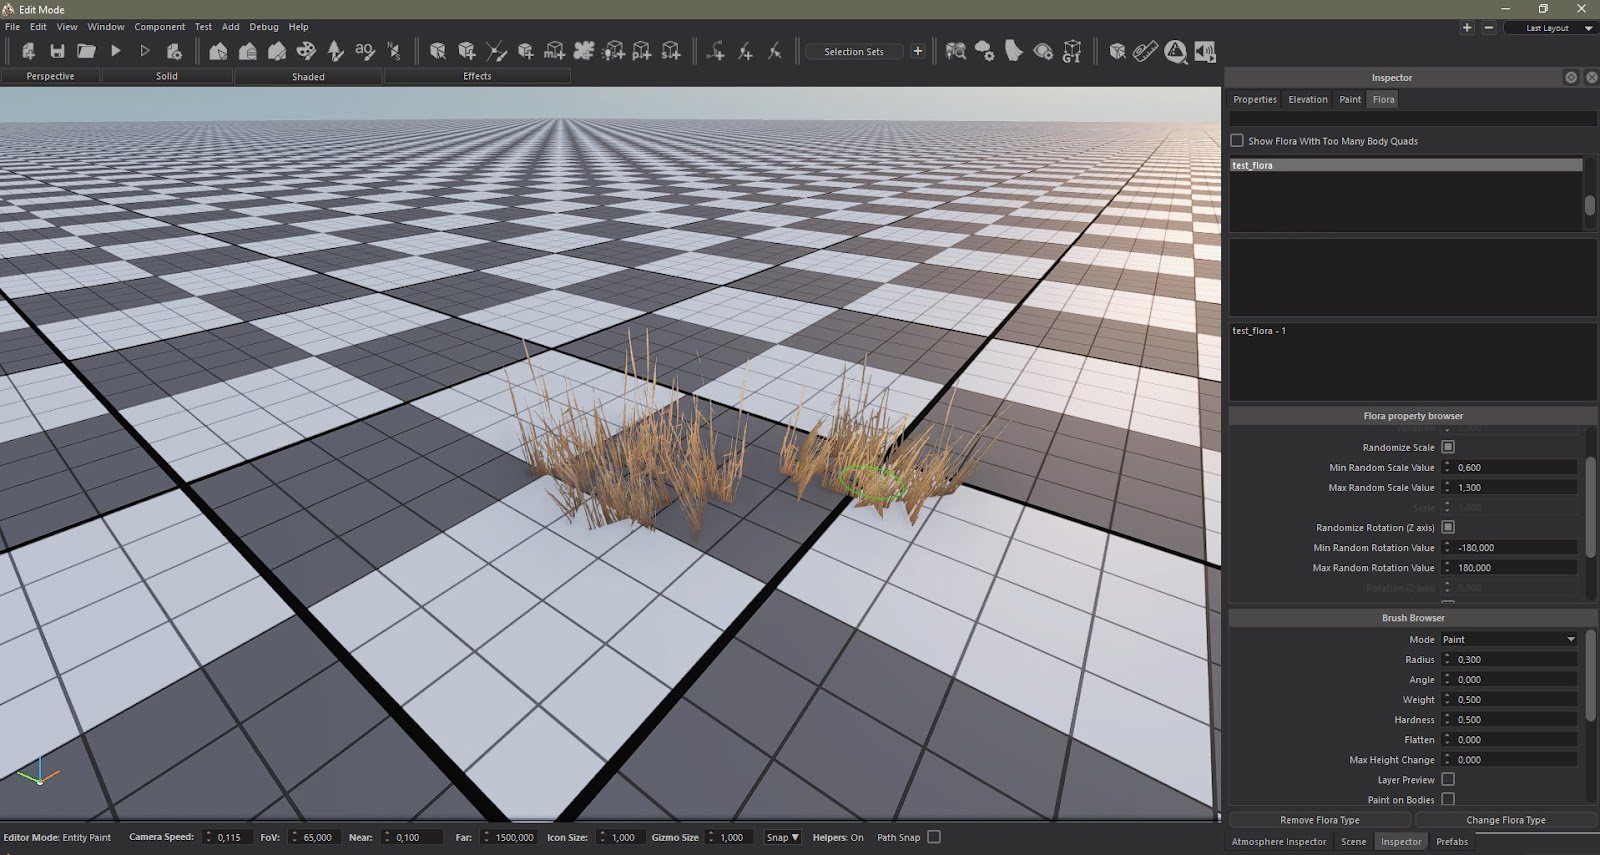 Edit Mode
File Edit View Window Component Test Add Debug Help
Last Layout
ag
N
S
m
p
s
Selection Sets
G-I
Perspective Solid Shaded Effects
Inspector
Properties Elevation Paint Flora
Show Flora With Too Many Body Quads
test_flora
test_flora - 1
Flora property browser
Variation 0,000
Randomize Scale
Min Random Scale Value 0,600
Max Random Scale Value 1,300
Scale 1,000
Randomize Rotation (Z axis)
Min Random Rotation Value -180,000
Max Random Rotation Value 180,000
Rotation (Z axis) 0,000
Brush Browser
Mode Paint
Radius 0,300
Angle 0,000
Weight 0,500
Hardness 0,500
Flatten 0,000
Max Height Change 0,000
Layer Preview
Paint on Bodies
Remove Flora Type Change Flora Type
Editor Mode: Entity Paint Camera Speed: 0,115 FoV: 65,000 Near: 0,100 Far: 1500,000 Icon Size: 1,000 Gizmo Size 1,000 Snap Helpers: On Path Snap
Atmosphere Inspector Scene Inspector Prefabs